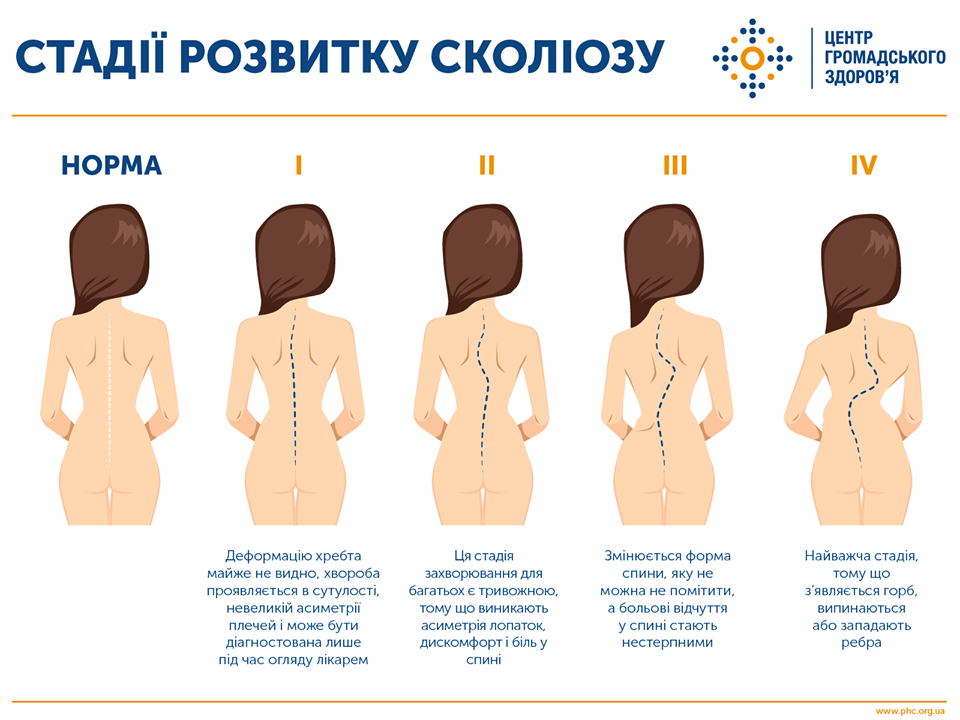 СТАДІЇ РОЗВИТКУ СКОЛІОЗУ
ЦЕНТР
ГРОМАДСЬКОГО
ЗДОРОВ'Я
НОРМА
I
II
III
IV
Деформацію хребта
майже не видно, хвороба
проявляється в сутулості,
невеликій асиметрії
плечей і може бути
діагностована лише
під час огляду лікарем
Ця стадія
захворювання для
багатьох є тривожною,
тому що виникають
асиметрія лопаток,
дискомфорт і біль у
спині
Змінюється форма
спини, яку не
можна не помітити,
а больові відчуття
у спині стають
нестерпними
Найважча стадія,
тому що
з'являється горб,
випинаються
або западають
ребра
www.phc.org.ua